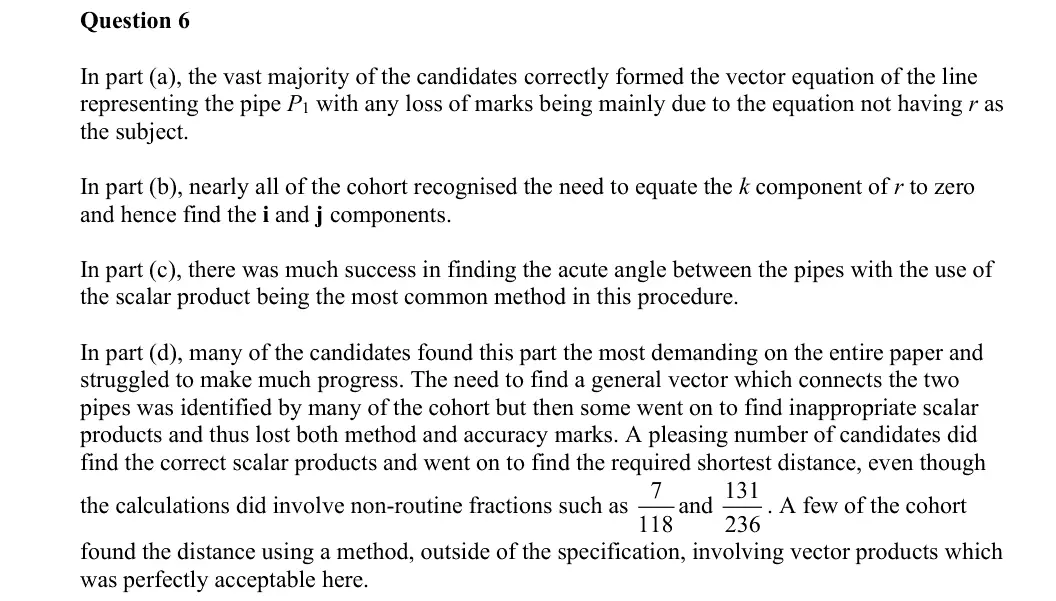 Question 6
In part (a), the vast majority of the candidates correctly formed the vector equation of the line
representing the pipe P₁ with any loss of marks being mainly due to the equation not having r as
the subject.
In part (b), nearly all of the cohort recognised the need to equate the k component of r to zero
and hence find the i and j components.
In part (c), there was much success in finding the acute angle between the pipes with the use of
the scalar product being the most common method in this procedure.
In part (d), many of the candidates found this part the most demanding on the entire paper and
struggled to make much progress. The need to find a general vector which connects the two
pipes was identified by many of the cohort but then some went on to find inappropriate scalar
products and thus lost both method and accuracy marks. A pleasing number of candidates did
find the correct scalar products and went on to find the required shortest distance, even though
the calculations did involve non-routine fractions such as 7/118 and 131/236 . A few of the cohort
found the distance using a method, outside of the specification, involving vector products which
was perfectly acceptable here.